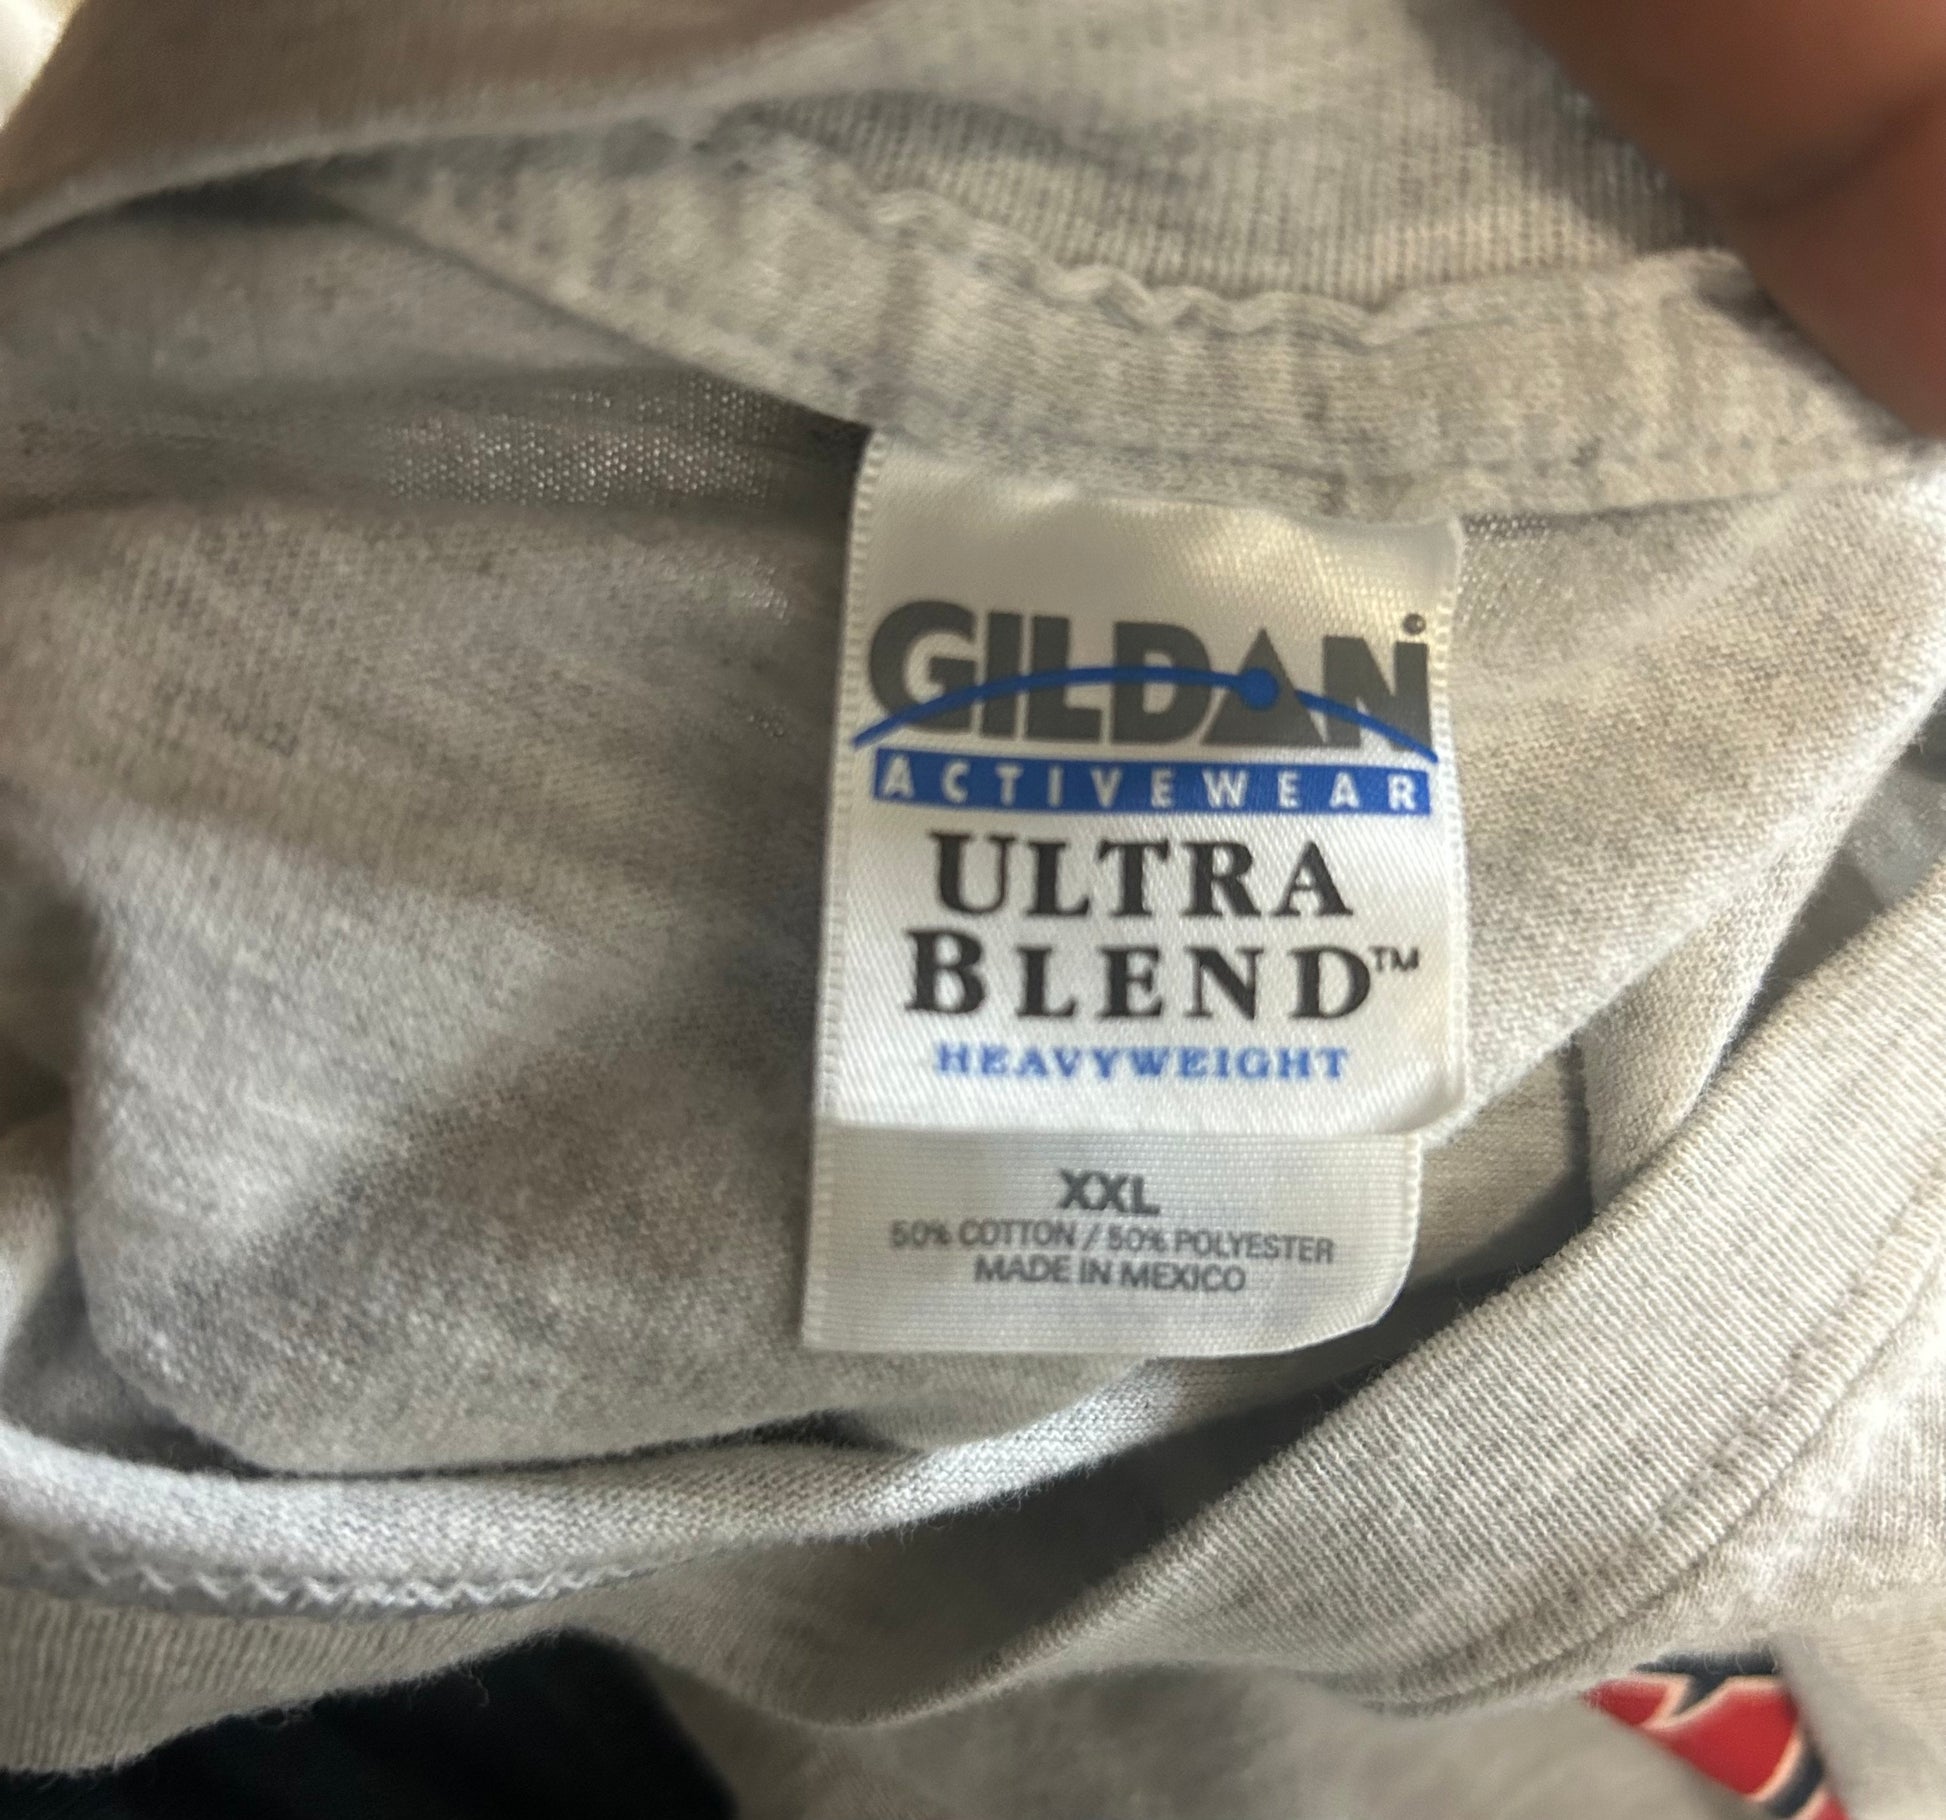 GILDAN
ACTIVEWEAR
ULTRA
BLEND™
HEAVYWEIGHT
XXL
50% COTTON / 50% POLYESTER
MADE IN MEXICO